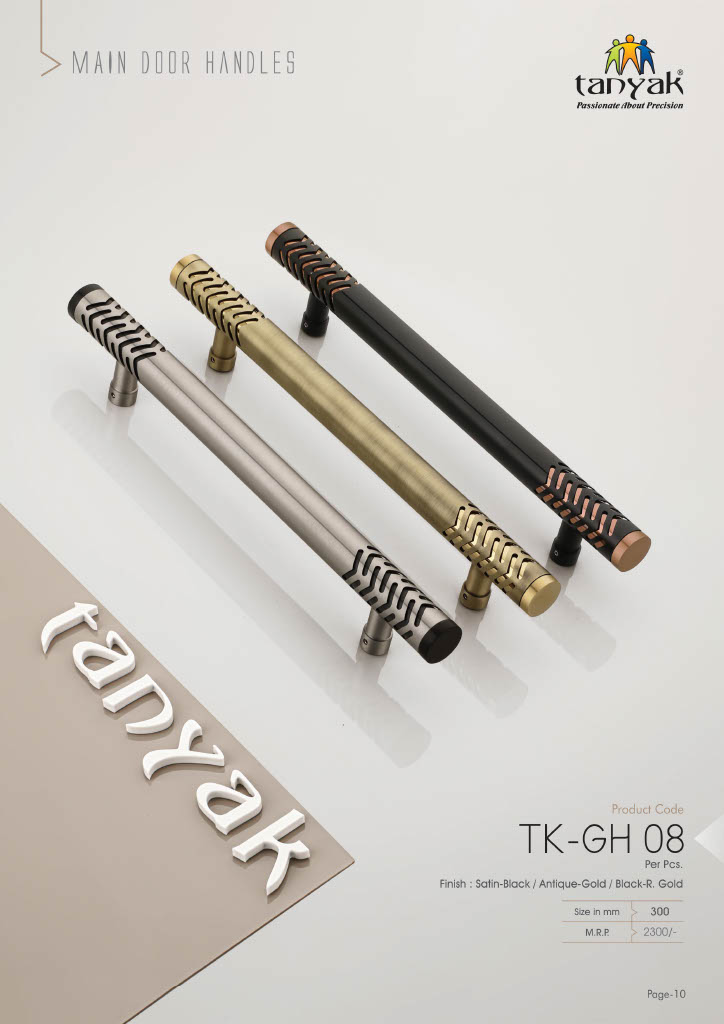 MAIN DOOR HANDLES
tanyak®
Passionate About Precision
tanyak
Product Code
TK-GH 08
Per Pcs.
Finish : Satin-Black / Antique-Gold / Black-R. Gold
Size in mm 300
M.R.P. 2300/-
Page-10